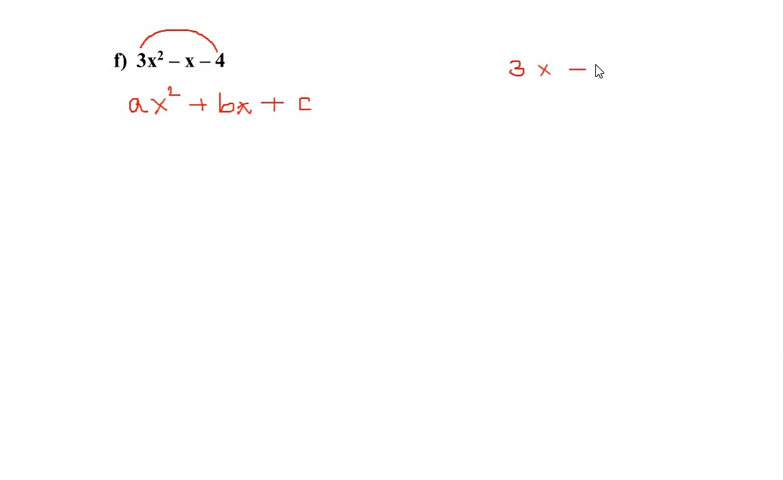 f) 3x² – x – 4
3 × –
ax² + bx + c